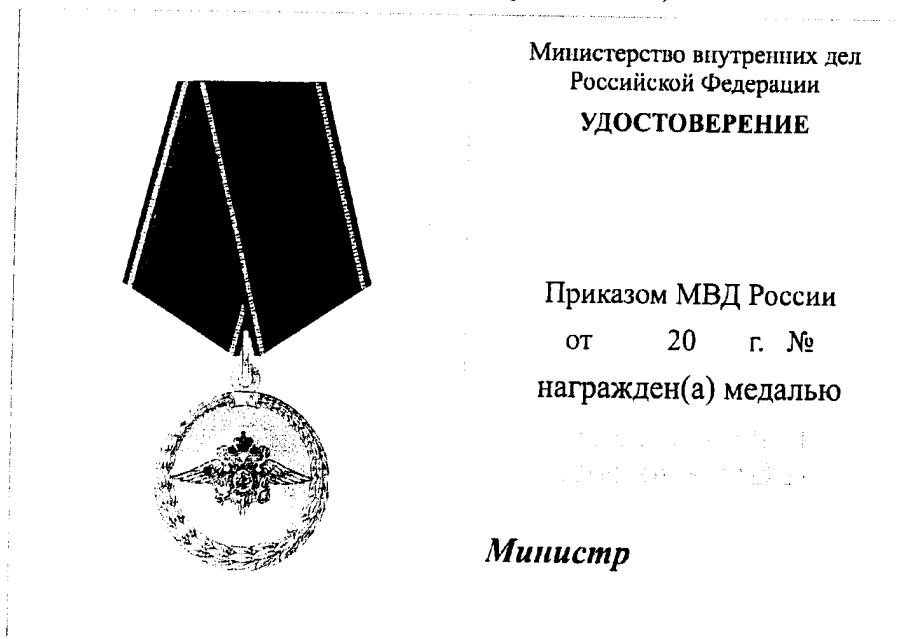 Министерство внутренних дел
Российской Федерации
УДОСТОВЕРЕНИЕ
Приказом МВД России
от 20 г. №
награжден(а) медалью
Министр